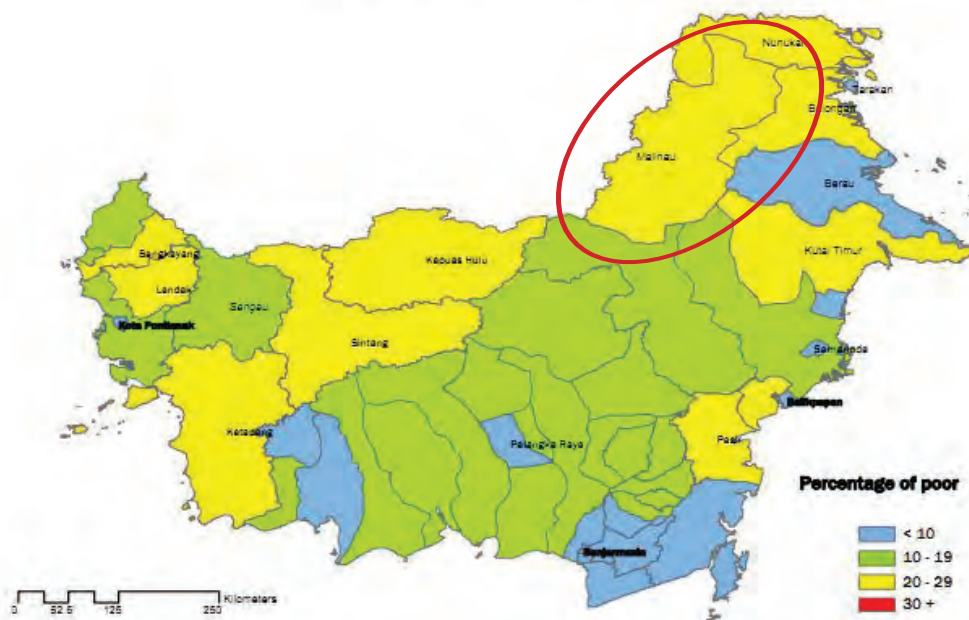 Nunukan
Tarakan
Bulongan
Malinau
Berau
Kutai Timur
Bengkayang
Kapuas Hulu
Landak
Sangau
Kota Pontianak
Sintang
Samarinda
Balikpapan
Ketapang
Palangka Raya
Pasir
Banjarmasin
Percentage of poor
< 10
10 - 19
20 - 29
30 +
0 62.5 125 250 Kilometers